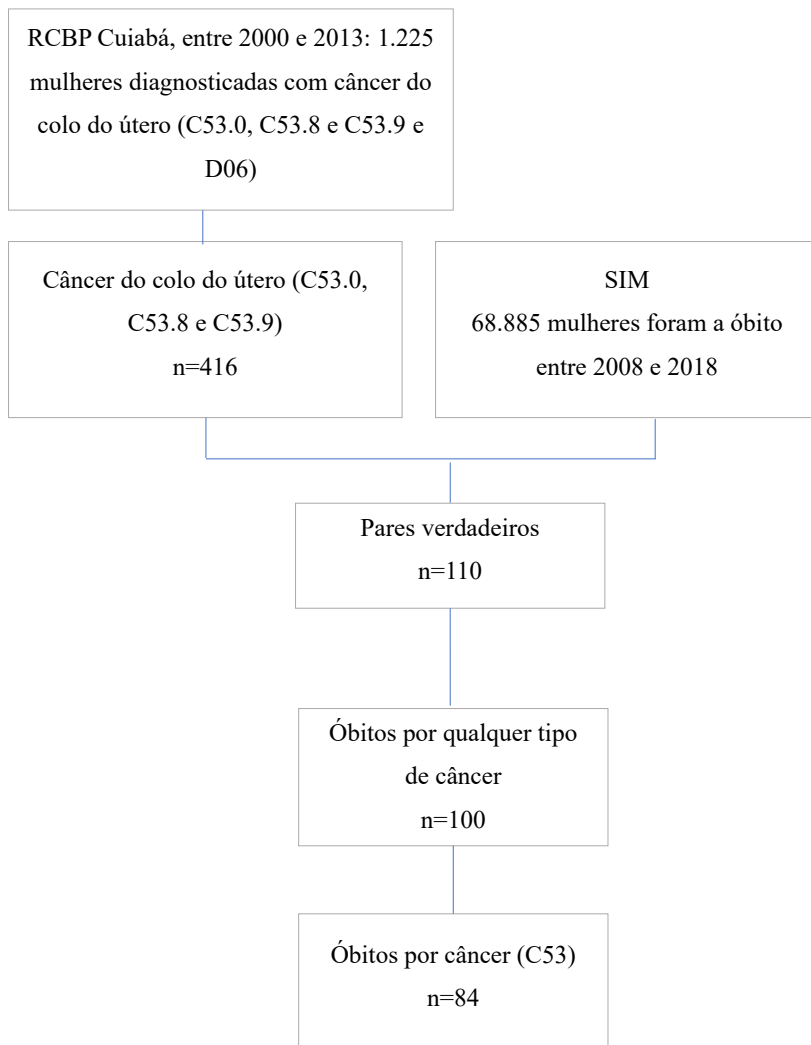 RCBP Cuiabá, entre 2000 e 2013: 1.225
mulheres diagnosticadas com câncer do
colo do útero (C53.0, C53.8 e C53.9 e
D06)
Câncer do colo do útero (C53.0,
C53.8 e C53.9)
n=416
SIM
68.885 mulheres foram a óbito
entre 2008 e 2018
Pares verdadeiros
n=110
Óbitos por qualquer tipo
de câncer
n=100
Óbitos por câncer (C53)
n=84